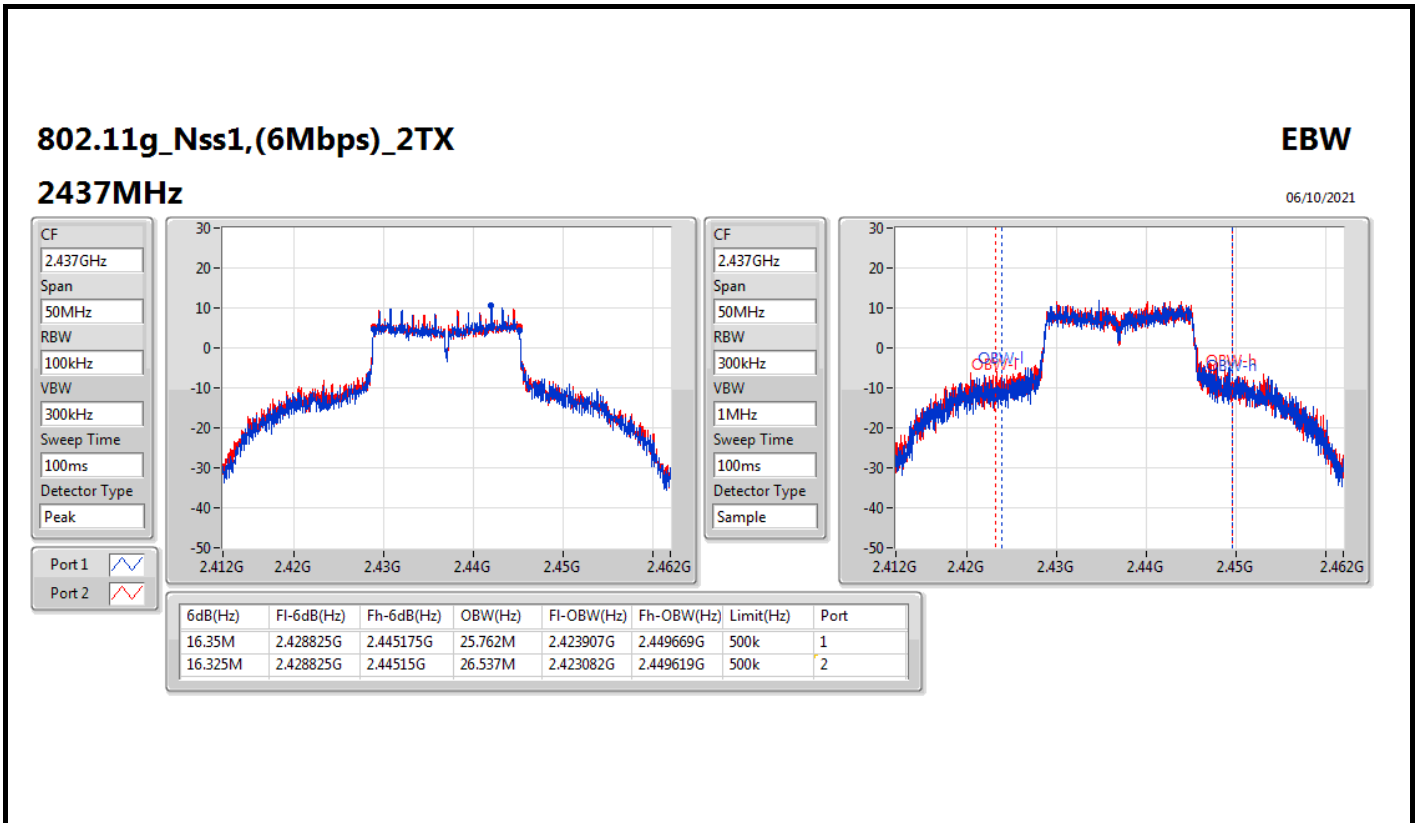 802.11g_Nss1,(6Mbps)_2TX
EBW
2437MHz
06/10/2021
CF
2.437GHz
Span
50MHz
RBW
100kHz
VBW
300kHz
Sweep Time
100ms
Detector Type
Peak
Port 1
Port 2
30
20
10
0
-10
-20
-30
-40
-50
2.412G 2.42G 2.43G 2.44G 2.45G 2.462G
CF
2.437GHz
Span
50MHz
RBW
300kHz
VBW
1MHz
Sweep Time
100ms
Detector Type
Sample
30
20
10
0
-10
-20
-30
-40
-50
OBW-l
OBW-l
OBW-h
OBW-h
2.412G 2.42G 2.43G 2.44G 2.45G 2.462G
6dB(Hz) Fl-6dB(Hz) Fh-6dB(Hz) OBW(Hz) Fl-OBW(Hz) Fh-OBW(Hz) Limit(Hz) Port
16.35M 2.428825G 2.445175G 25.762M 2.423907G 2.449669G 500k 1
16.325M 2.428825G 2.44515G 26.537M 2.423082G 2.449619G 500k 2